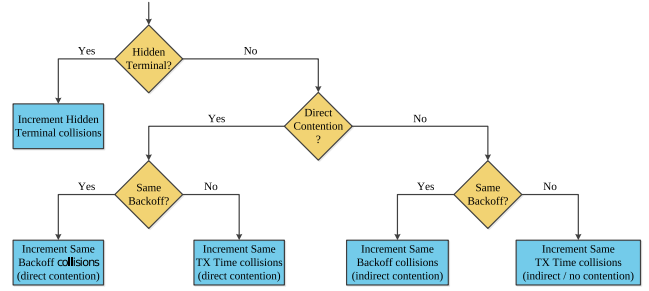 Hidden
Terminal?
Yes
No
Increment Hidden
Terminal collisions
Direct
Contention
?
Yes
No
Same
Backoff?
Yes
No
Same
Backoff?
Yes
No
Increment Same
Backoff collisions
(direct contention)
Increment Same
TX Time collisions
(direct contention)
Increment Same
Backoff collisions
(indirect contention)
Increment Same
TX Time collisions
(indirect / no contention)